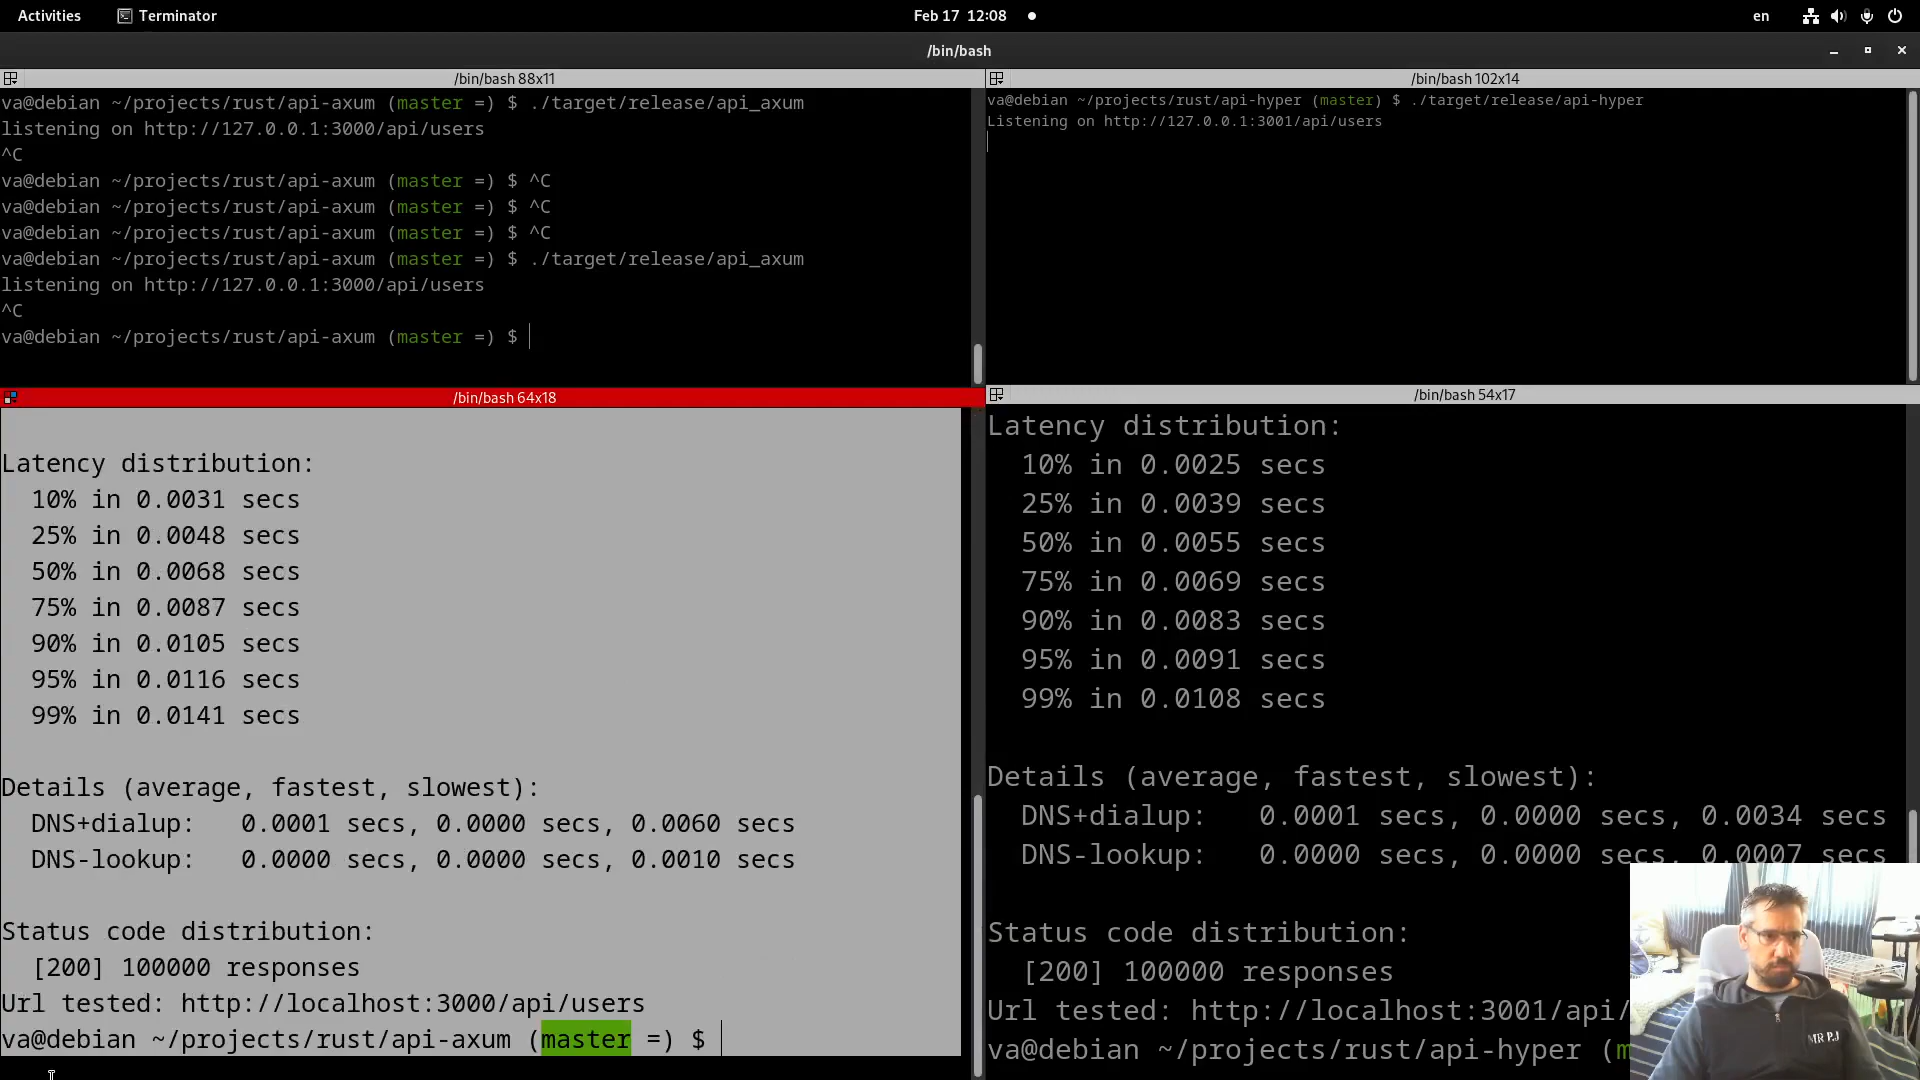 Activities Terminator Feb 17 12:08 en
/bin/bash
/bin/bash 88x11
va@debian ~/projects/rust/api-axum (master =) $ ./target/release/api_axum
listening on http://127.0.0.1:3000/api/users
^C
va@debian ~/projects/rust/api-axum (master =) $ ^C
va@debian ~/projects/rust/api-axum (master =) $ ^C
va@debian ~/projects/rust/api-axum (master =) $ ^C
va@debian ~/projects/rust/api-axum (master =) $ ./target/release/api_axum
listening on http://127.0.0.1:3000/api/users
^C
va@debian ~/projects/rust/api-axum (master =) $
/bin/bash 102x14
va@debian ~/projects/rust/api-hyper (master) $ ./target/release/api-hyper
Listening on http://127.0.0.1:3001/api/users
/bin/bash 64x18
Latency distribution:
10% in 0.0031 secs
25% in 0.0048 secs
50% in 0.0068 secs
75% in 0.0087 secs
90% in 0.0105 secs
95% in 0.0116 secs
99% in 0.0141 secs
Details (average, fastest, slowest):
DNS+dialup: 0.0001 secs, 0.0000 secs, 0.0060 secs
DNS-lookup: 0.0000 secs, 0.0000 secs, 0.0010 secs
Status code distribution:
[200] 100000 responses
Url tested: http://localhost:3000/api/users
va@debian ~/projects/rust/api-axum (master =) $
/bin/bash 54x17
Latency distribution:
10% in 0.0025 secs
25% in 0.0039 secs
50% in 0.0055 secs
75% in 0.0069 secs
90% in 0.0083 secs
95% in 0.0091 secs
99% in 0.0108 secs
Details (average, fastest, slowest):
DNS+dialup: 0.0001 secs, 0.0000 secs, 0.0034 secs
DNS-lookup: 0.0000 secs, 0.0000 secs, 0.0007 secs
Status code distribution:
[200] 100000 responses
Url tested: http://localhost:3001/api/
va@debian ~/projects/rust/api-hyper (m
MR PJ